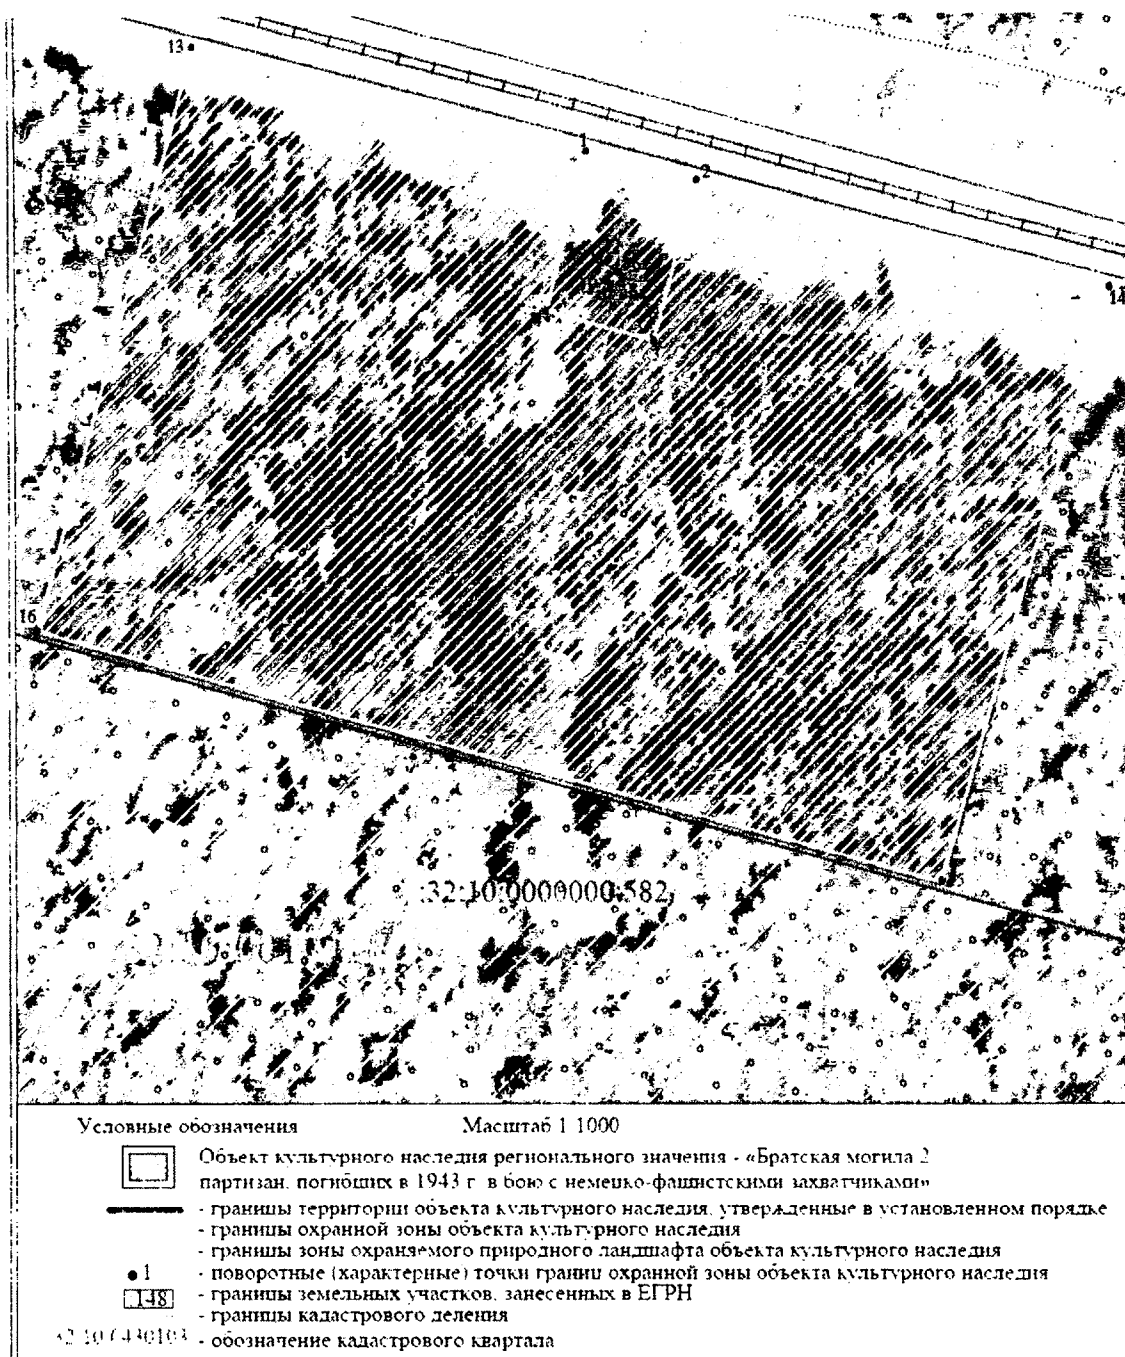 13
1
2
14
16
:32:10:0000000:582
Условные обозначения
Масштаб 1 1000
Объект культурного наследия регионального значения - «Братская могила 2
партизан, погибших в 1943 г. в бою с немецко-фашистскими захватчиками»
- границы территории объекта культурного наследия, утвержденные в установленном порядке
- границы охранной зоны объекта культурного наследия
- границы зоны охраняемого природного ландшафта объекта культурного наследия
1 - поворотные (характерные) точки границ охранной зоны объекта культурного наследия
:148 - границы земельных участков, занесенных в ЕГРН
- границы кадастрового деления
- обозначение кадастрового квартала